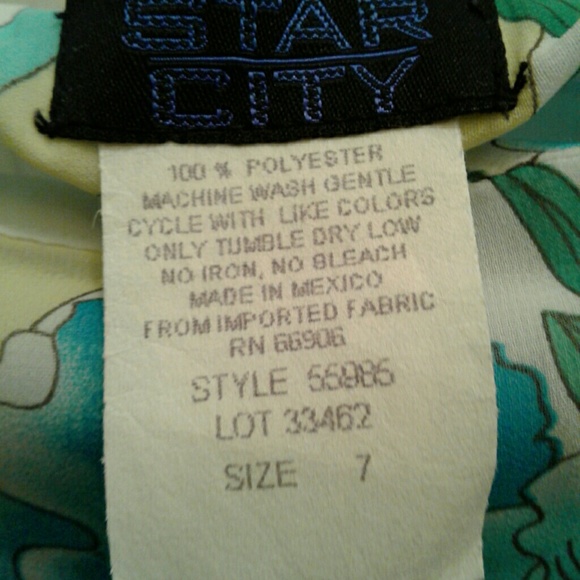 STAR
CITY
100 % POLYESTER
MACHINE WASH GENTLE
CYCLE WITH LIKE COLORS
ONLY TUMBLE DRY LOW
NO IRON, NO BLEACH
MADE IN MEXICO
FROM IMPORTED FABRIC
RN 66906
STYLE 55985
LOT 33462
SIZE 7